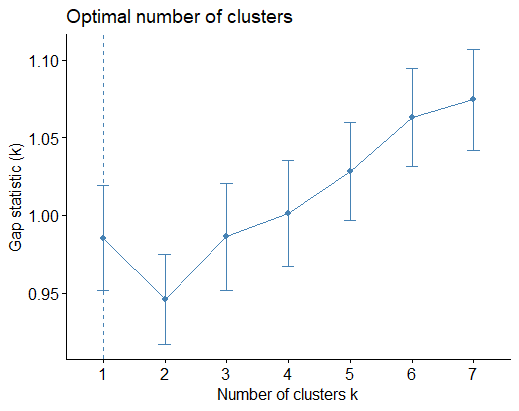 Optimal number of clusters
1.10
1.05
1.00
0.95
Gap statistic (k)
1 2 3 4 5 6 7
Number of clusters k